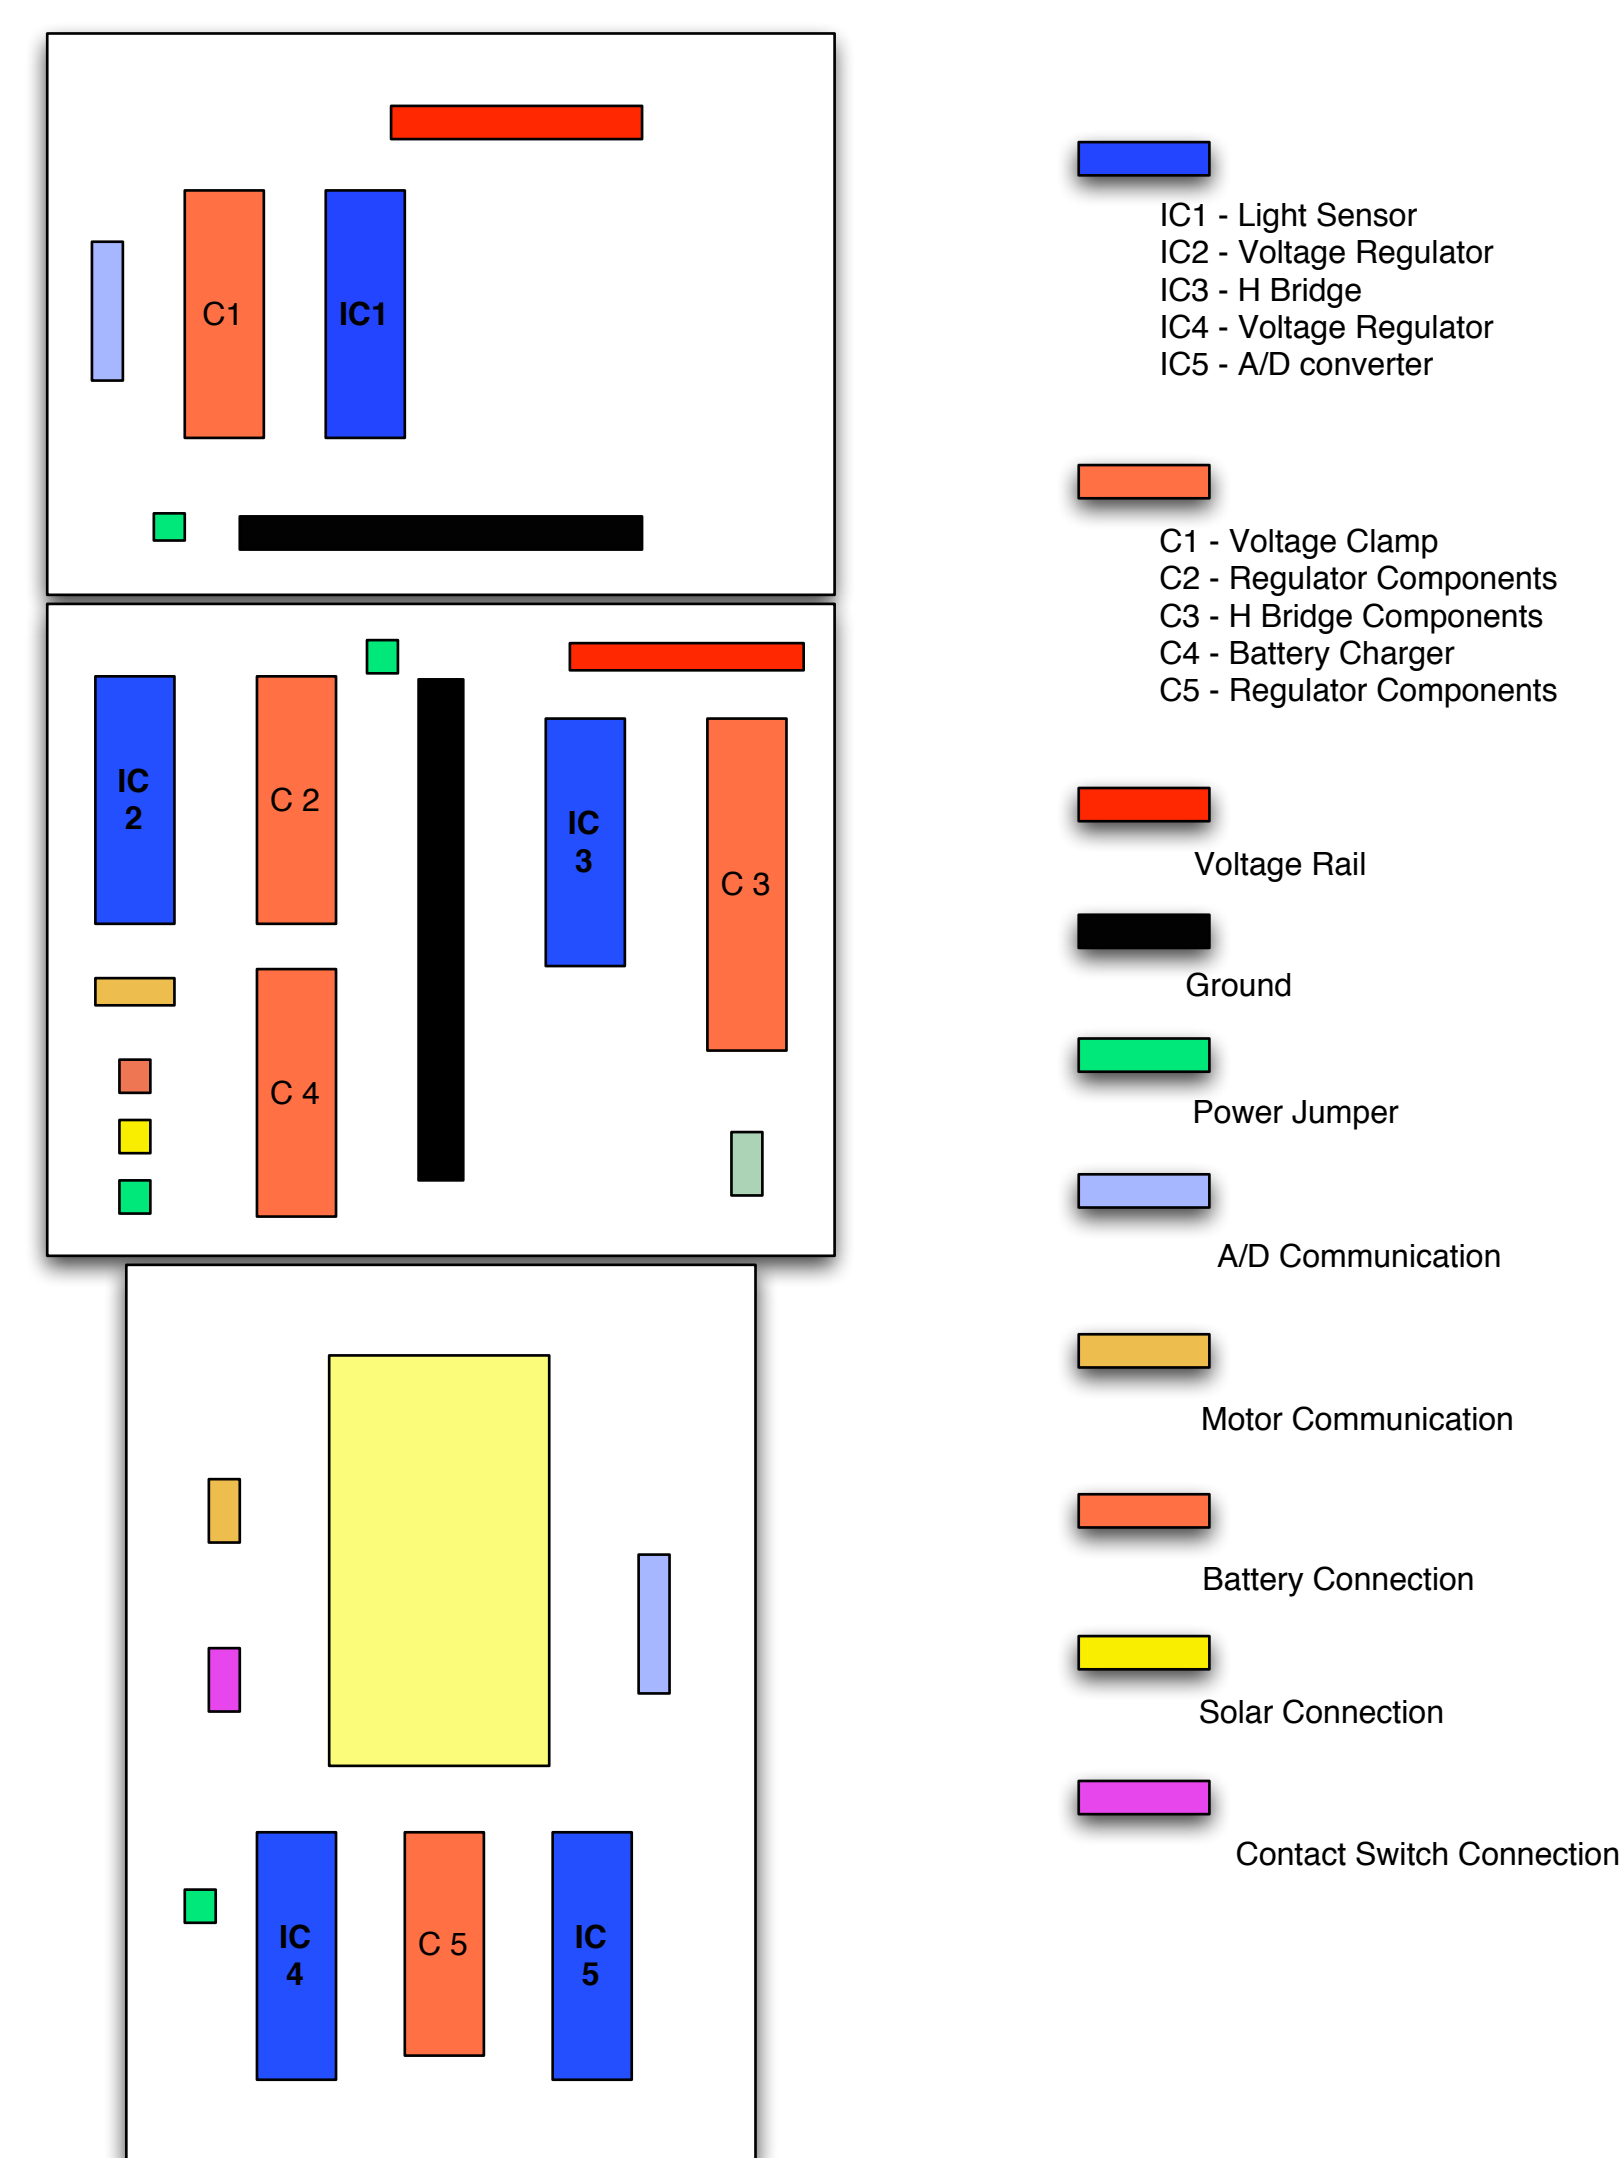 C1
IC1
IC
2
C 2
IC
3
C 3
C 4
IC
4
C 5
IC
5
IC1 - Light Sensor
IC2 - Voltage Regulator
IC3 - H Bridge
IC4 - Voltage Regulator
IC5 - A/D converter
C1 - Voltage Clamp
C2 - Regulator Components
C3 - H Bridge Components
C4 - Battery Charger
C5 - Regulator Components
Voltage Rail
Ground
Power Jumper
A/D Communication
Motor Communication
Battery Connection
Solar Connection
Contact Switch Connection